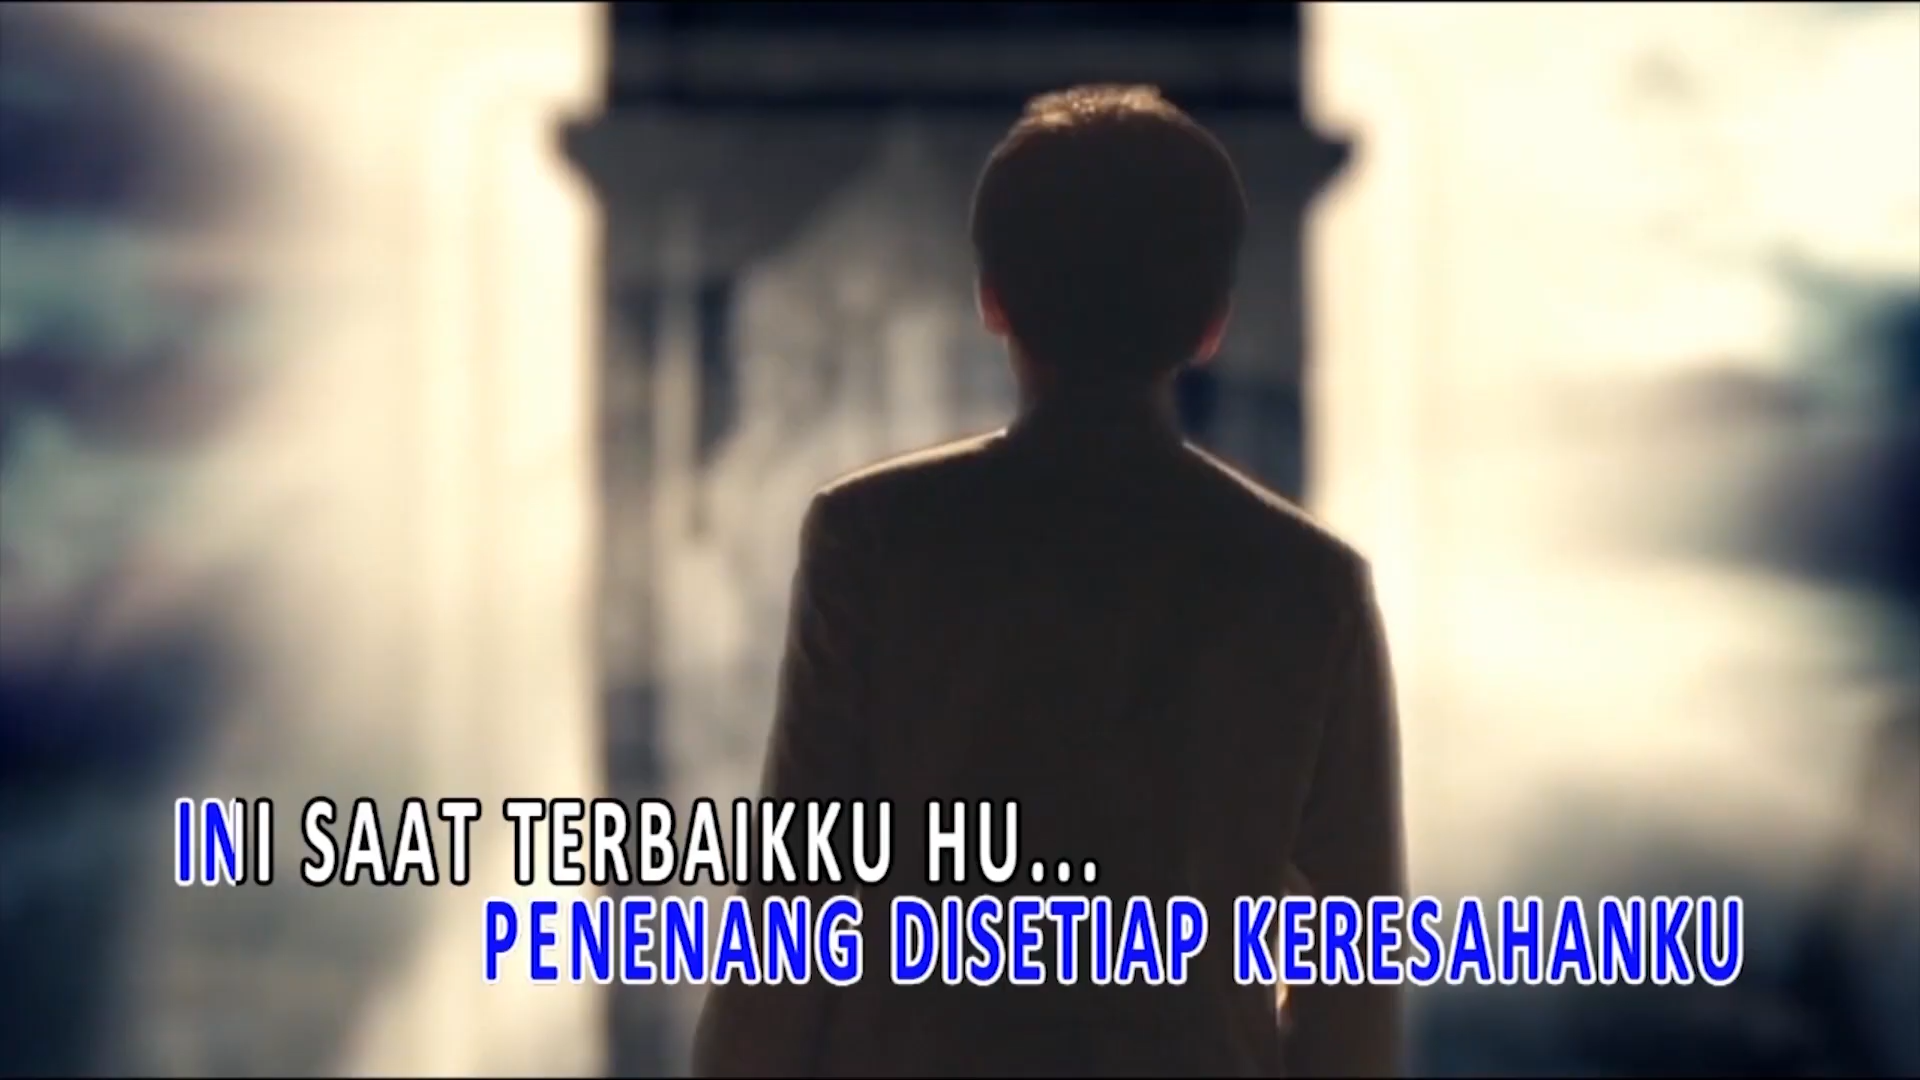 INI SAAT TERBAIKKU HU...
PENENANG DISETIAP KERESAHANKU